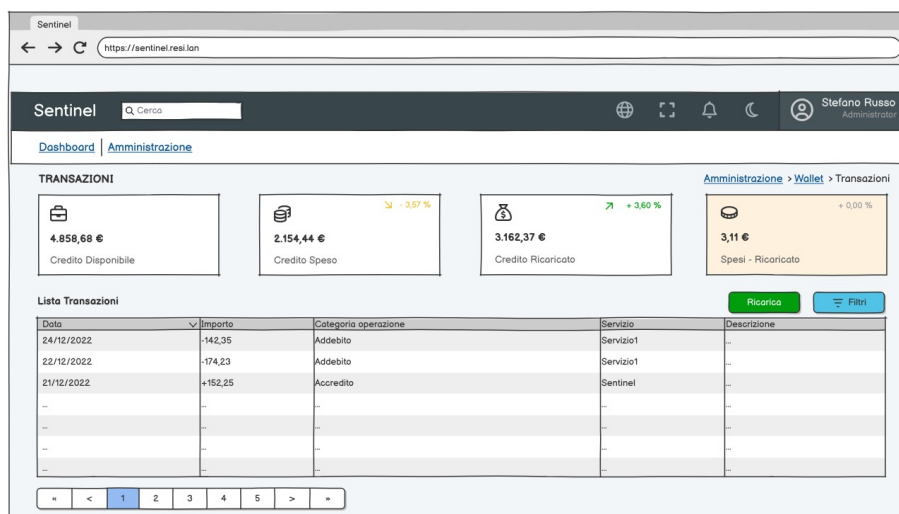 Sentinel
https://sentinel.resi.lan
Sentinel
Cerca
Stefano Russo
Administrator
Dashboard
Amministrazione
TRANSAZIONI
Amministrazione > Wallet > Transazioni
4.858,68 €
Credito Disponibile
- 3,57 %
2.154,44 €
Credito Speso
+ 3,60 %
3.162,37 €
Credito Ricaricato
+ 0,00 %
3,11 €
Spesi - Ricaricato
Lista Transazioni
Ricarica
Filtri
Data Importo Categoria operazione Servizio Descrizione
24/12/2022 -142,35 Addebito Servizio1 ...
22/12/2022 -174,23 Addebito Servizio1 ...
21/12/2022 +152,25 Accredito Sentinel ...
... ... ... ... ...
... ... ... ... ...
... ... ... ... ...
... ... ... ... ...
« < 1 2 3 4 5 > »